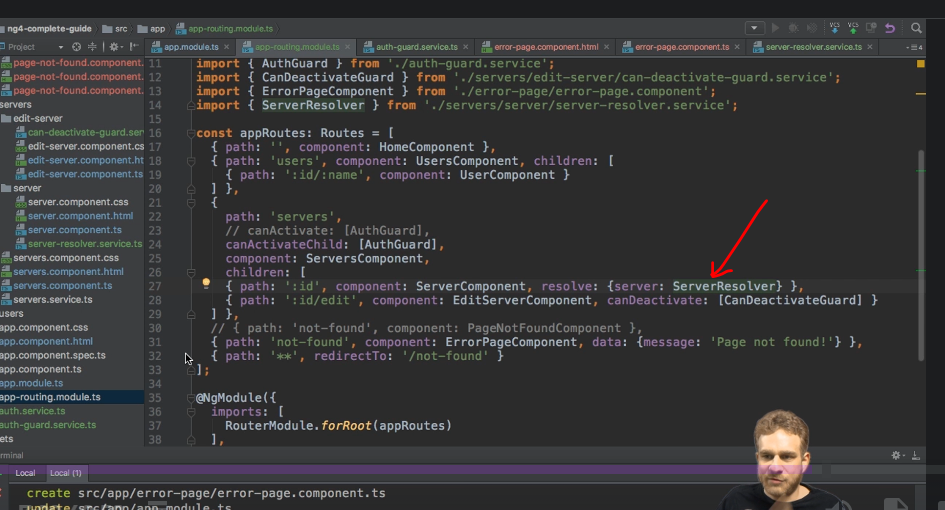 ng4-complete-guide src app app-routing.module.ts
VCS VCS
Project
app.module.ts app-routing.module.ts auth-guard.service.ts error-page.component.html error-page.component.ts server-resolver.service.ts
page-not-found.component.
page-not-found.component.
page-not-found.component.
servers
edit-server
can-deactivate-guard.ser
edit-server.component.cs
edit-server.component.ht
edit-server.component.ts
server
server.component.css
server.component.html
server.component.ts
server-resolver.service.ts
servers.component.css
servers.component.html
servers.component.ts
servers.service.ts
users
app.component.css
app.component.html
app.component.spec.ts
app.component.ts
app.module.ts
app-routing.module.ts
auth.service.ts
auth-guard.service.ts
ets
11 import { AuthGuard } from './auth-guard.service';
12 import { CanDeactivateGuard } from './servers/edit-server/can-deactivate-guard.service';
13 import { ErrorPageComponent } from './error-page/error-page.component';
14 import { ServerResolver } from './servers/server/server-resolver.service';
15
16 const appRoutes: Routes = [
17 { path: '', component: HomeComponent },
18 { path: 'users', component: UsersComponent, children: [
19 { path: ':id/:name', component: UserComponent }
20 ] },
21 {
22 path: 'servers',
23 // canActivate: [AuthGuard],
24 canActivateChild: [AuthGuard],
25 component: ServersComponent,
26 children: [
27 { path: ':id', component: ServerComponent, resolve: {server: ServerResolver} },
28 { path: ':id/edit', component: EditServerComponent, canDeactivate: [CanDeactivateGuard] }
29 ] },
30 // { path: 'not-found', component: PageNotFoundComponent },
31 { path: 'not-found', component: ErrorPageComponent, data: {message: 'Page not found!'} },
32 { path: '**', redirectTo: '/not-found' }
33 ];
34
35 @NgModule({
36 imports: [
37 RouterModule.forRoot(appRoutes)
38 ],
rminal
Local Local (1)
create src/app/error-page/error-page.component.ts
update src/app/app.module.ts